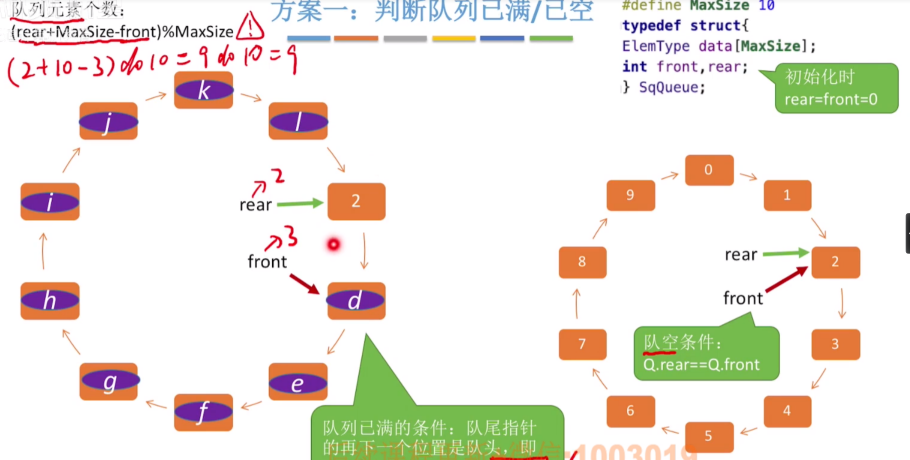 队列元素个数：
(rear+MaxSize-front)%MaxSize
(2+10-3)%10=9%10=9
方案一：判断队列已满/已空
#define MaxSize 10
typedef struct{
ElemType data[MaxSize];
int front,rear;
} SqQueue;
初始化时
rear=front=0
k
j
l
i
2
rear
2
3
front
h
d
g
e
f
队列已满的条件：队尾指针
的再下一个位置是队头，即
0
9
1
rear
8
2
front
队空条件：
Q.rear==Q.front
7
3
6
4
5
:1003019